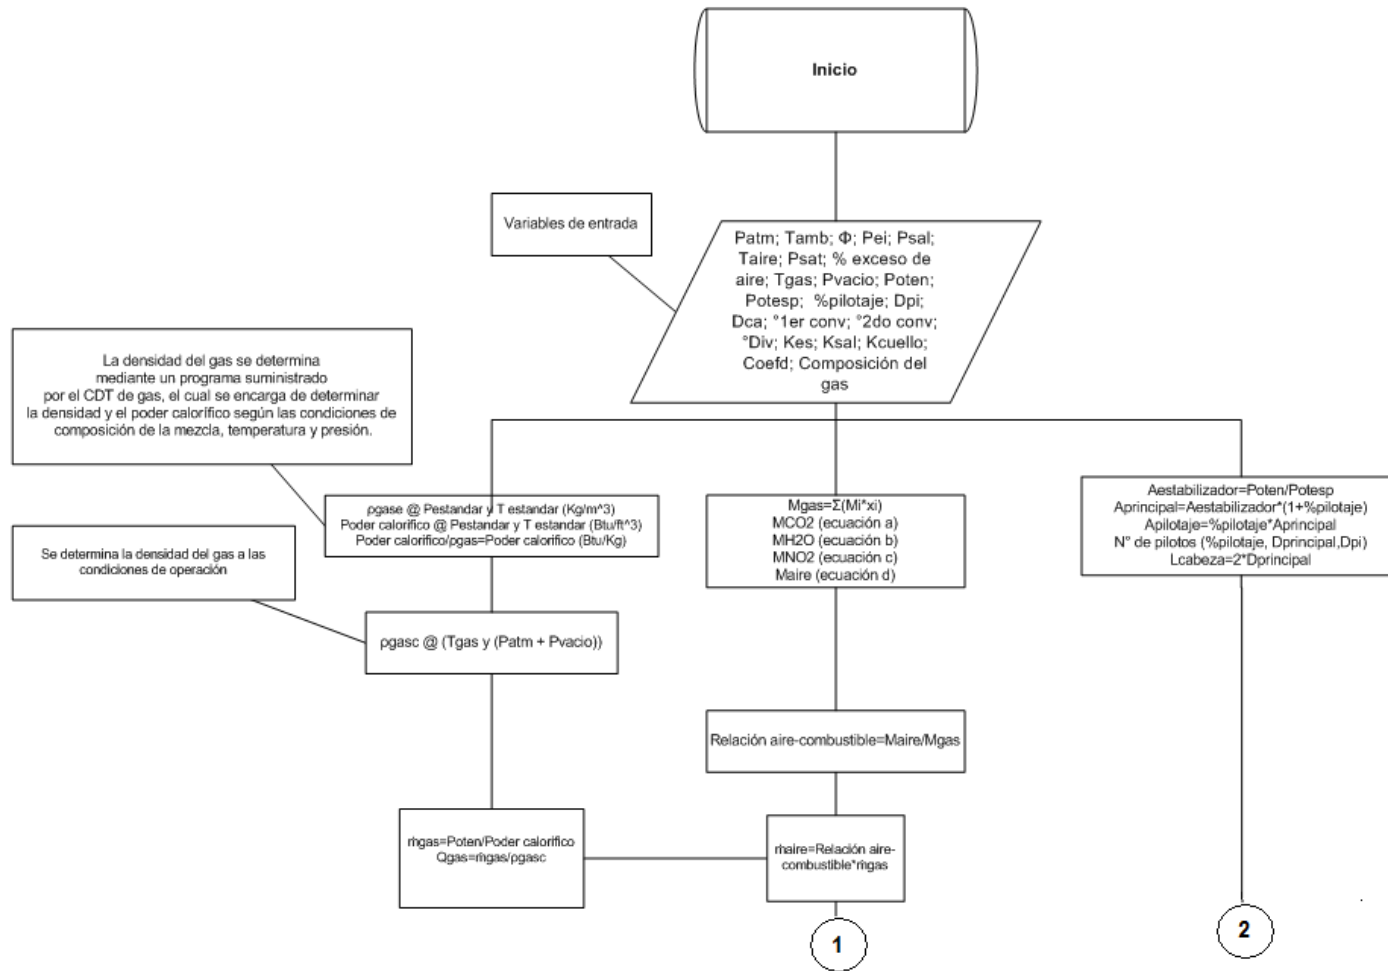 Inicio
Variables de entrada
Patm; Tamb; Φ; Pei; Psal;
Taire; Psat; % exceso de
aire; Tgas; Pvacio; Poten;
Potesp; %pilotaje; Dpi;
Dca; °1er conv; °2do conv;
°Div; Kes; Ksal; Kcuello;
Coefd; Composición del
gas
La densidad del gas se determina
mediante un programa suministrado
por el CDT de gas, el cual se encarga de determinar
la densidad y el poder calorífico según las condiciones de
composición de la mezcla, temperatura y presión.
ρgase @ Pestandar y T estandar (Kg/m^3)
Poder calorifico @ Pestandar y T estandar (Btu/ft^3)
Poder calorifico/ρgas=Poder calorifico (Btu/Kg)
Mgas=Σ(Mi*xi)
MCO2 (ecuación a)
MH2O (ecuación b)
MNO2 (ecuación c)
Maire (ecuación d)
Aestabilizador=Poten/Potesp
Aprincipal=Aestabilizador*(1+%pilotaje)
Apilotaje=%pilotaje*Aprincipal
N° de pilotos (%pilotaje, Dprincipal,Dpi)
Lcabeza=2*Dprincipal
Se determina la densidad del gas a las
condiciones de operación
ρgasc @ (Tgas y (Patm + Pvacio))
Relación aire-combustible=Maire/Mgas
ṁgas=Poten/Poder calorifico
Qgas=ṁgas/ρgasc
ṁaire=Relación aire-
combustible*ṁgas
1
2